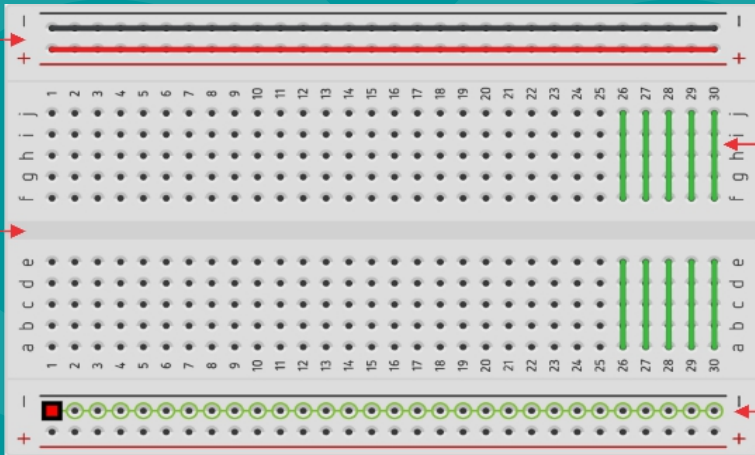 − −
+ +
1 2 3 4 5 6 7 8 9 10 11 12 13 14 15 16 17 18 19 20 21 22 23 24 25 26 27 28 29 30
j j
i i
h h
g g
f f
e e
d d
c c
b b
a a
1 2 3 4 5 6 7 8 9 10 11 12 13 14 15 16 17 18 19 20 21 22 23 24 25 26 27 28 29 30
− −
+ +